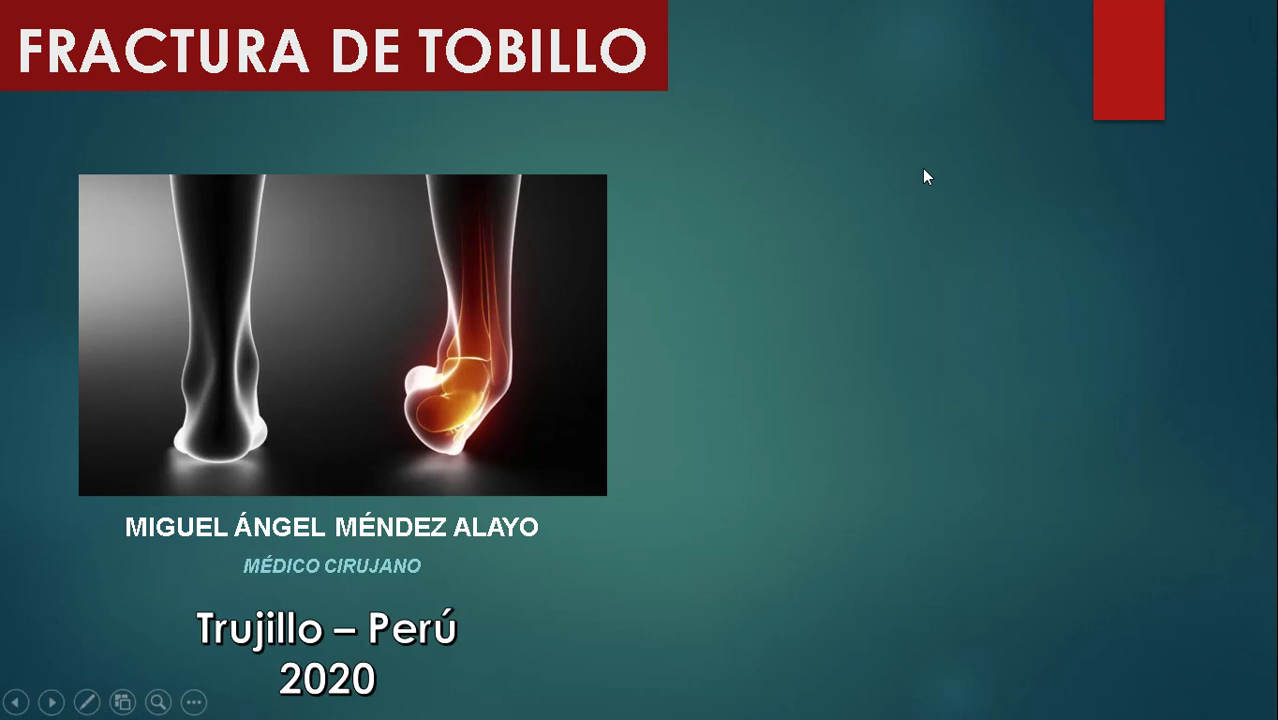 FRACTURA DE TOBILLO
MIGUEL ÁNGEL MÉNDEZ ALAYO
MÉDICO CIRUJANO
Trujillo – Perú
2020